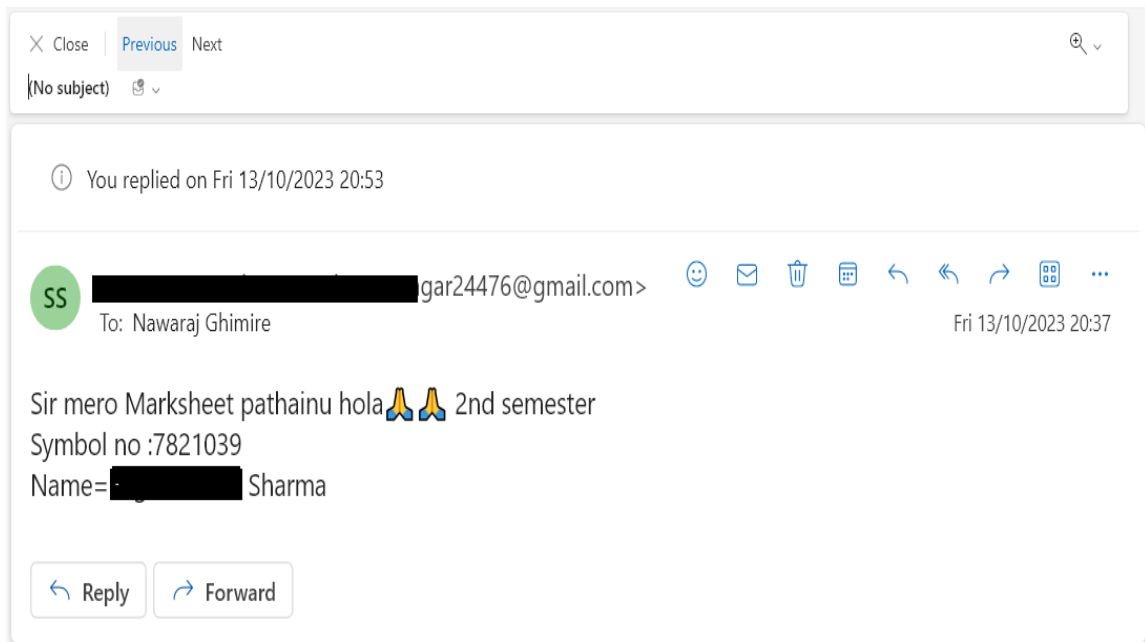 Close Previous Next
(No subject)
You replied on Fri 13/10/2023 20:53
SS gar24476@gmail.com>
To: Nawaraj Ghimire Fri 13/10/2023 20:37
Sir mero Marksheet pathainu hola🙏🙏 2nd semester
Symbol no :7821039
Name= Sharma
Reply Forward